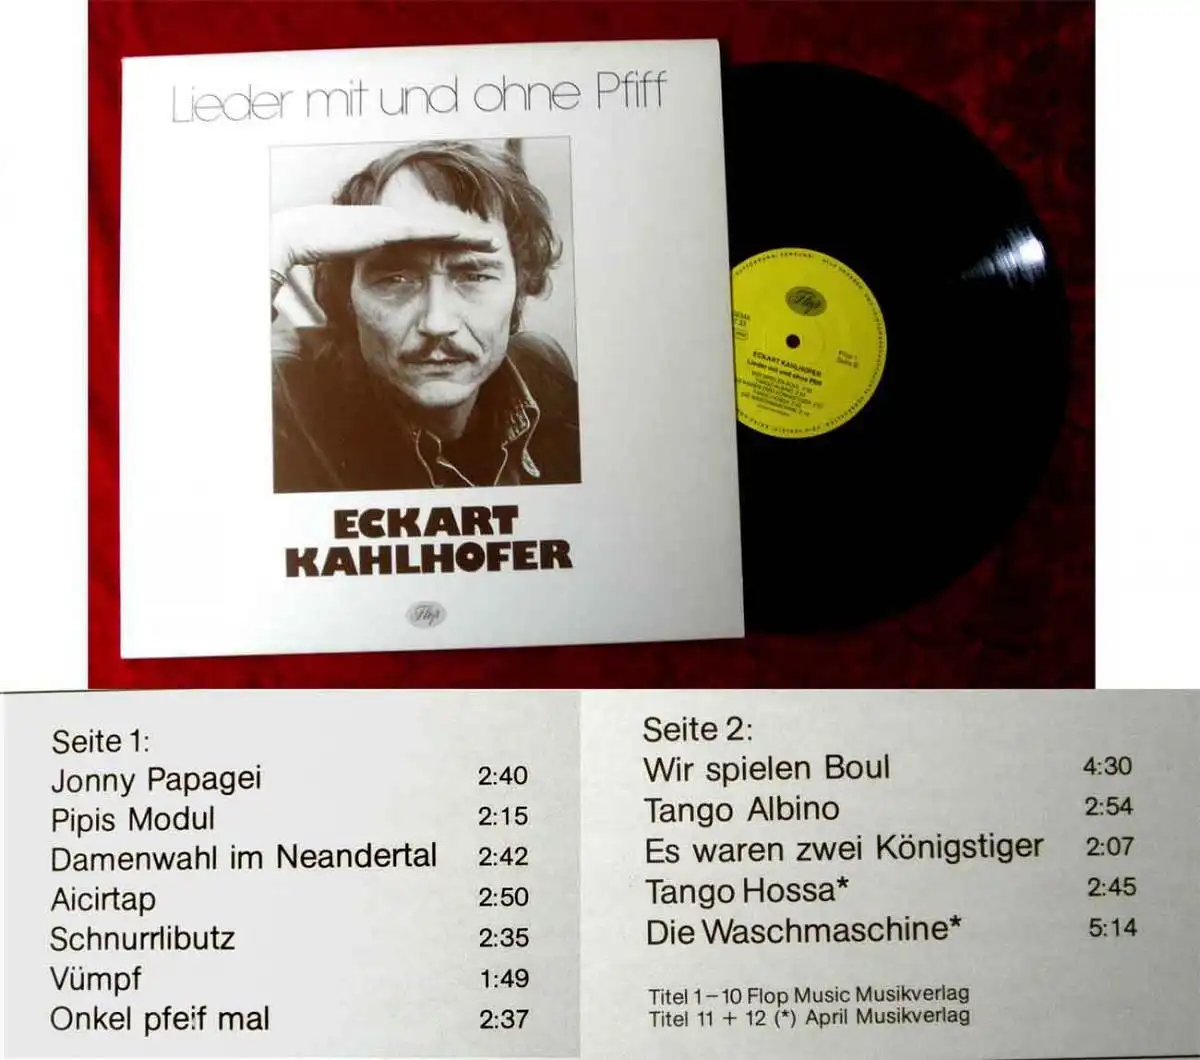 Lieder mit und ohne Pfiff
ECKART
KAHLHOFER
Flop
Flop
ECKART KAHLHOFER
Lieder mit und ohne Pfiff
Seite 1:
Jonny Papagei 2:40
Pipis Modul 2:15
Damenwahl im Neandertal 2:42
Aicirtap 2:50
Schnurrlibutz 2:35
Vümpf 1:49
Onkel pfeif mal 2:37
Seite 2:
Wir spielen Boul 4:30
Tango Albino 2:54
Es waren zwei Königstiger 2:07
Tango Hossa* 2:45
Die Waschmaschine* 5:14
Titel 1–10 Flop Music Musikverlag
Titel 11 + 12 (*) April Musikverlag